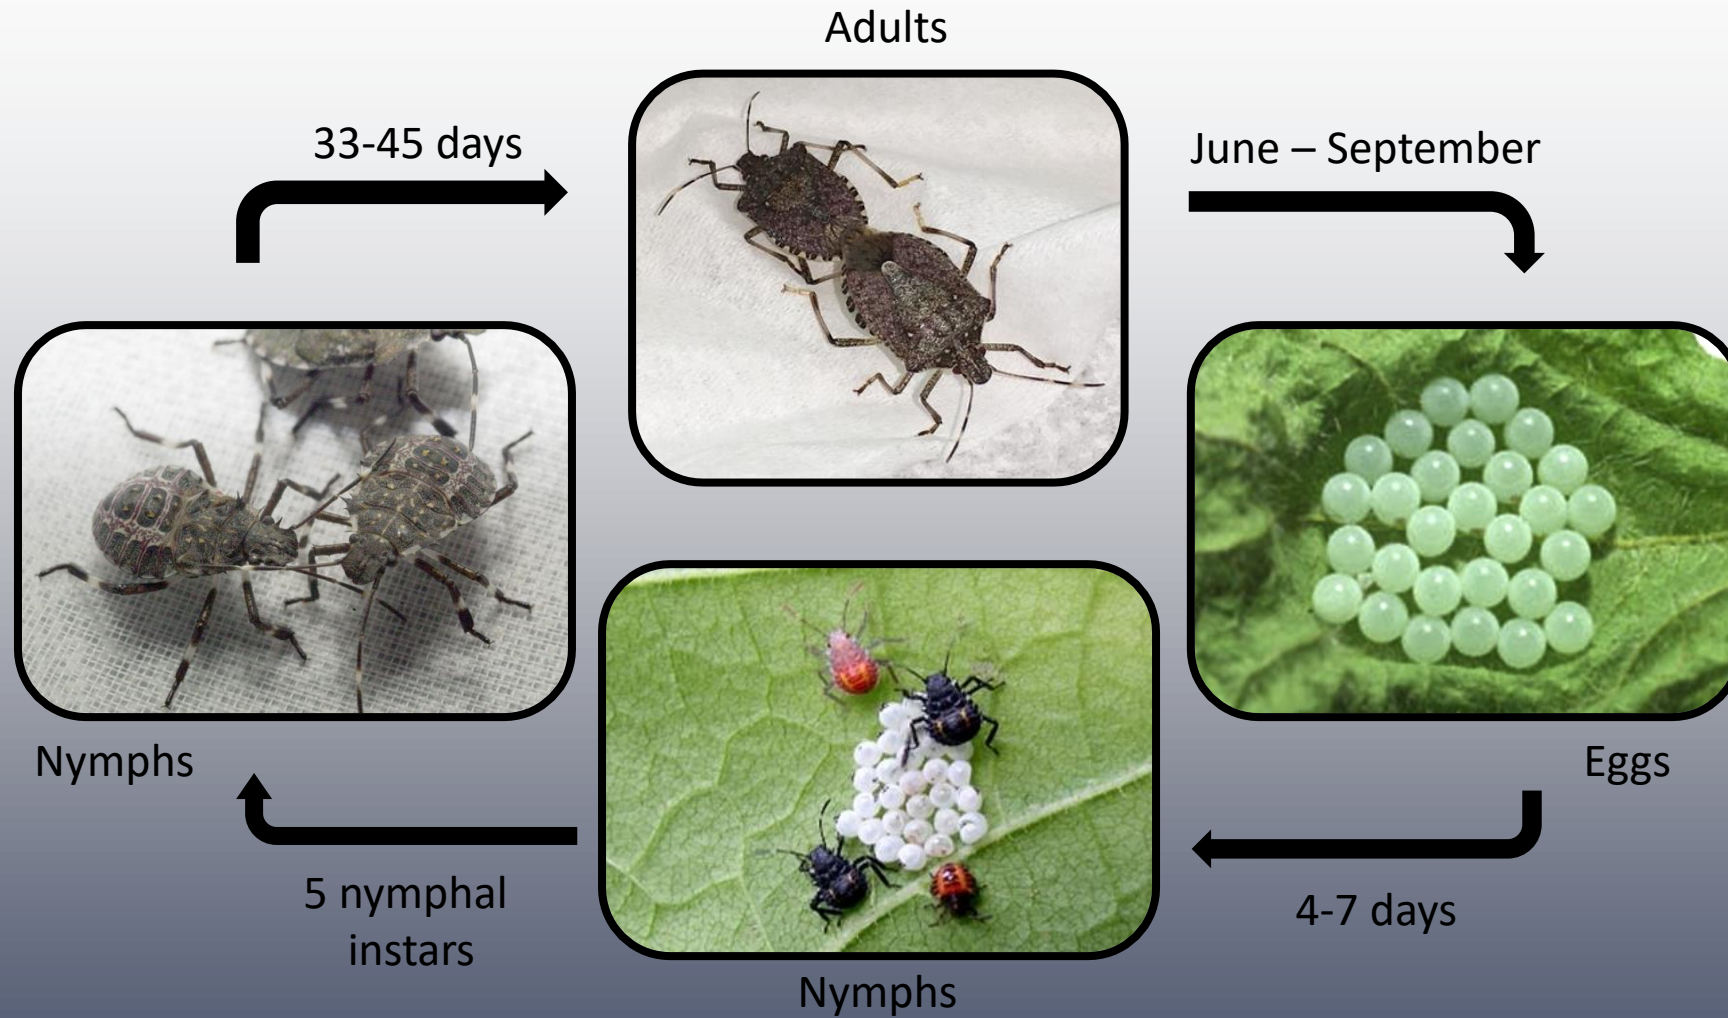 Adults
33-45 days
June – September
Nymphs
Eggs
5 nymphal
instars
4-7 days
Nymphs